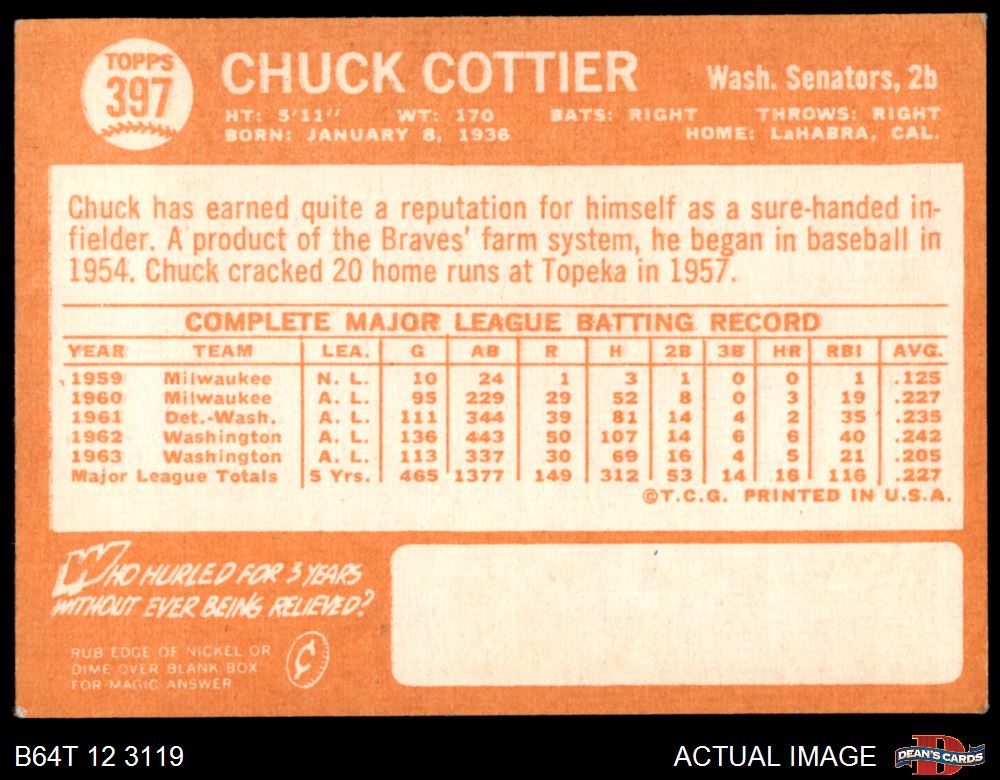 TOPPS
397
CHUCK COTTIER
Wash. Senators, 2b
HT: 5'11" WT: 170 BATS: RIGHT THROWS: RIGHT
BORN: JANUARY 8, 1936 HOME: LaHABRA, CAL.
Chuck has earned quite a reputation for himself as a sure-handed in-
fielder. A product of the Braves' farm system, he began in baseball in
1954. Chuck cracked 20 home runs at Topeka in 1957.
COMPLETE MAJOR LEAGUE BATTING RECORD
YEAR TEAM LEA. G AB R H 2B 3B HR RBI AVG.
1959 Milwaukee N. L. 10 24 1 3 1 0 0 1 .125
1960 Milwaukee A. L. 95 229 29 52 8 0 3 19 .227
1961 Det.-Wash. A. L. 111 344 39 81 14 4 2 35 .235
1962 Washington A. L. 136 443 50 107 14 6 6 40 .242
1963 Washington A. L. 113 337 30 69 16 4 5 21 .205
Major League Totals 5 Yrs. 465 1377 149 312 53 14 16 116 .227
©T.C.G. PRINTED IN U.S.A.
WHO HURLED FOR 3 YEARS
WITHOUT EVER BEING RELIEVED?
RUB EDGE OF NICKEL OR
DIME OVER BLANK BOX
FOR MAGIC ANSWER
¢
B64T 12 3119
ACTUAL IMAGE
D
DEAN'S CARDS